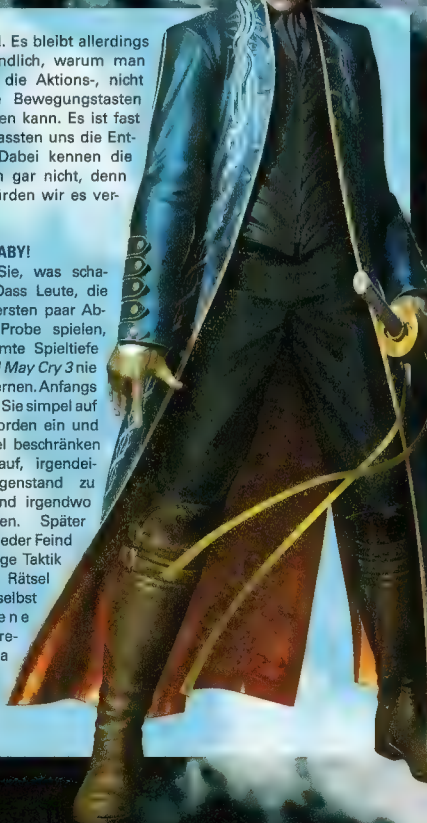 l. Es bleibt allerdings
ndlich, warum man
die Aktions-, nicht
Bewegungstasten
en kann. Es ist fast
assten uns die Ent-
Dabei kennen die
n gar nicht, denn
ürden wir es ver-
ABY!
Sie, was scha-
Dass Leute, die
ersten paar Ab-
Probe spielen,
mte Spieltiefe
l May Cry 3 nie
ernen. Anfangs
Sie simpel auf
orden ein und
el beschränken
auf, irgendei-
genstand zu
nd irgendwo
en. Später
eder Feind
ge Taktik
Rätsel
selbst
ene
re-
a